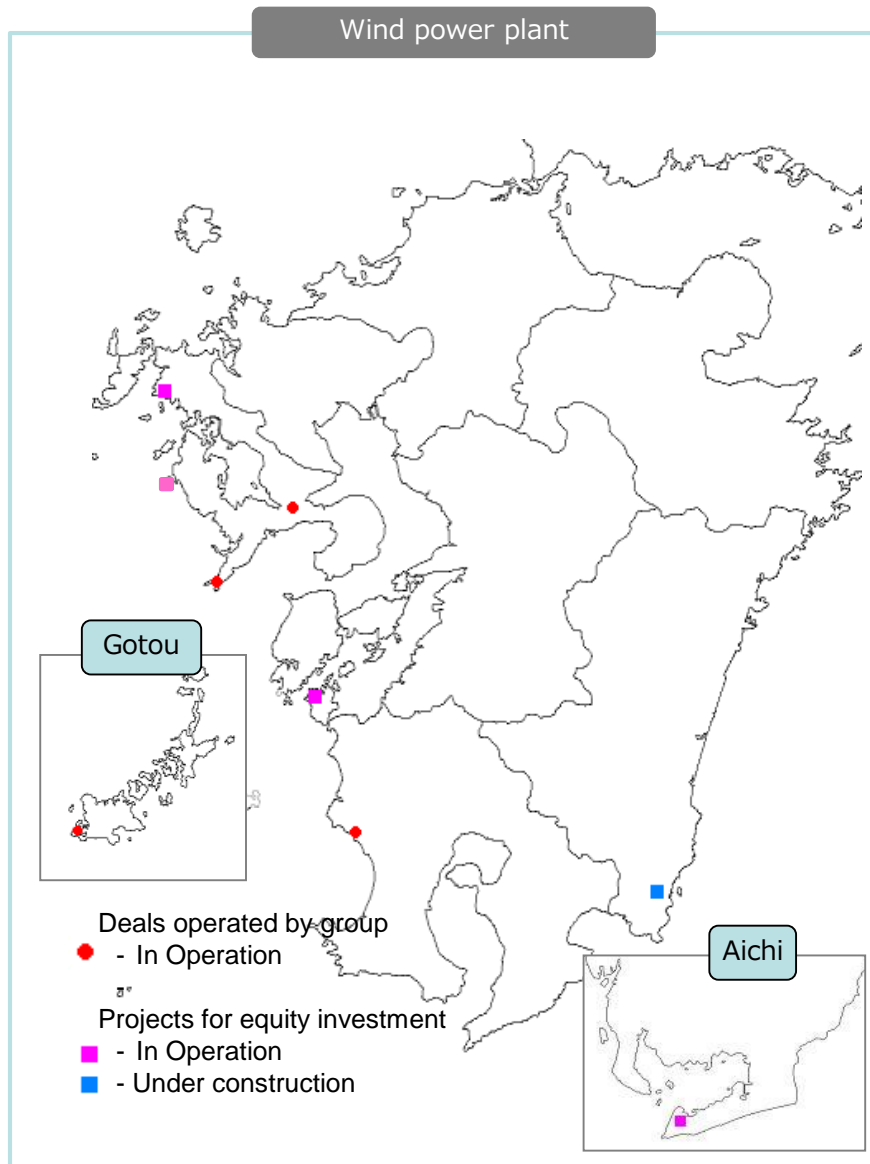 Wind power plant
Gotou
Deals operated by group
- In Operation
Aichi
Projects for equity investment
- In Operation
- Under construction